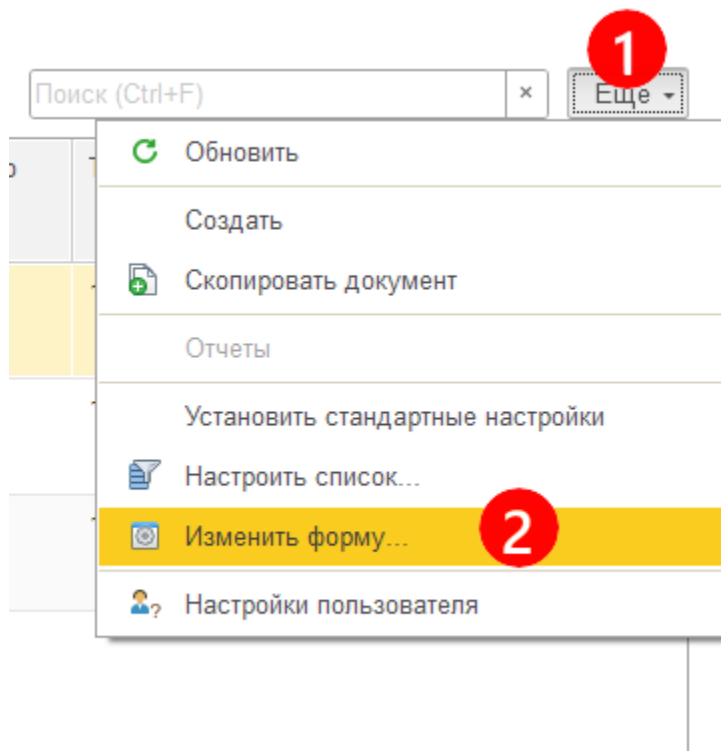 1
Поиск (Ctrl+F) × Еще
Обновить
Создать
Скопировать документ
Отчеты
Установить стандартные настройки
Настроить список...
Изменить форму... 2
Настройки пользователя